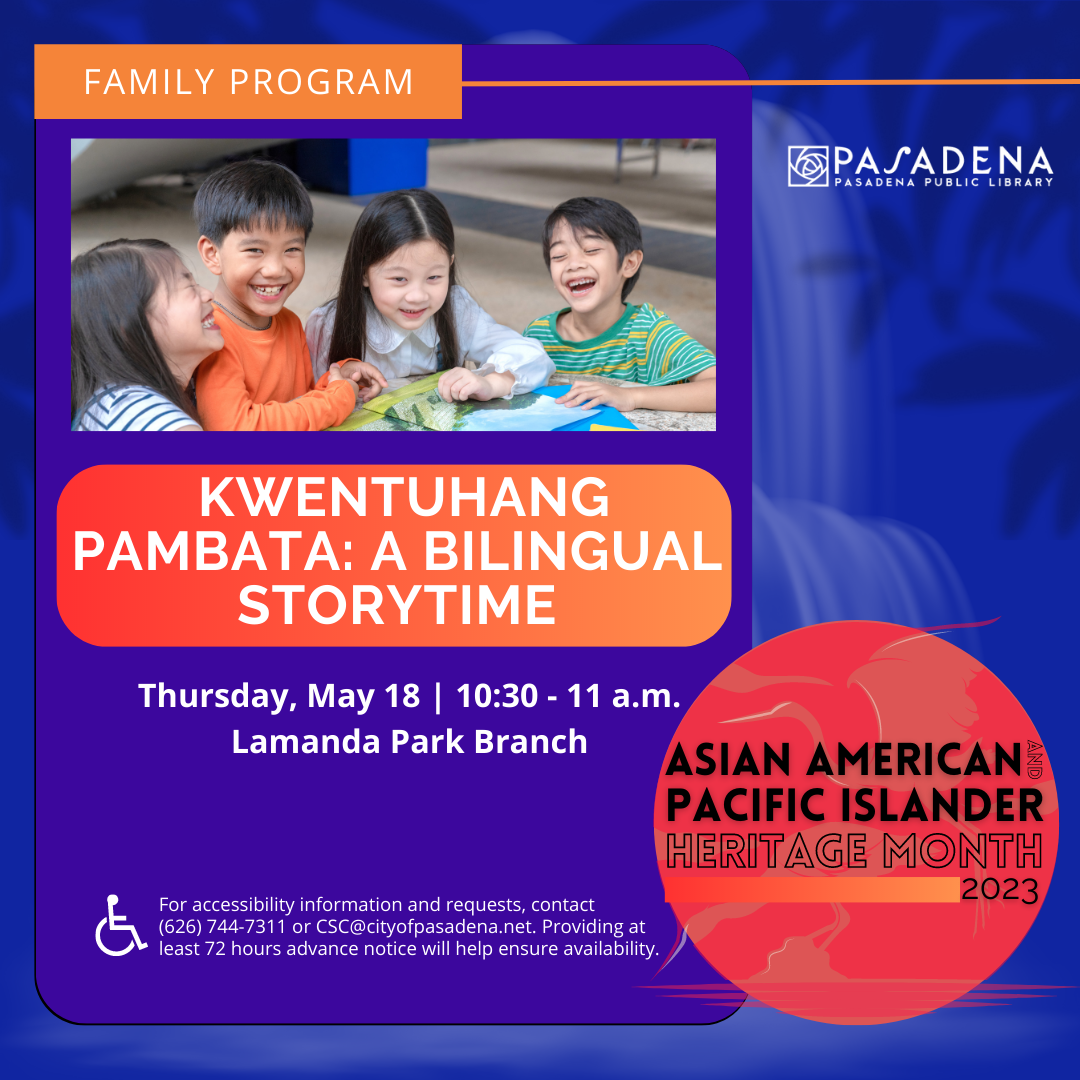 FAMILY PROGRAM
PASADENA
PASADENA PUBLIC LIBRARY
KWENTUHANG
PAMBATA: A BILINGUAL
STORYTIME
Thursday, May 18 | 10:30 - 11 a.m.
Lamanda Park Branch
ASIAN AMERICAN AND
PACIFIC ISLANDER
HERITAGE MONTH
2023
For accessibility information and requests, contact
(626) 744-7311 or CSC@cityofpasadena.net. Providing at
least 72 hours advance notice will help ensure availability.